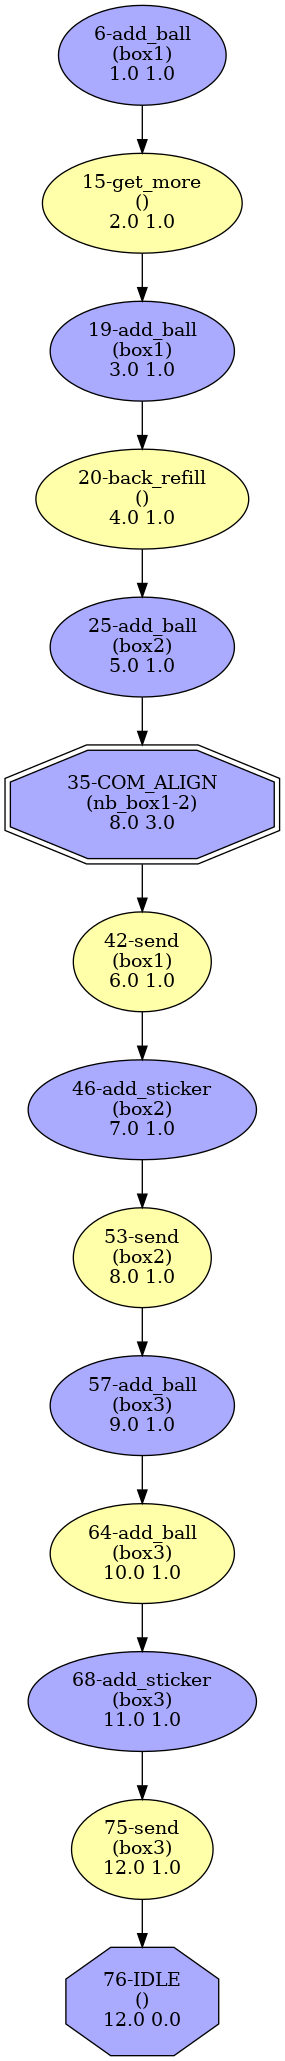 6-add_ball
(box1)
1.0 1.0
15-get_more
()
2.0 1.0
19-add_ball
(box1)
3.0 1.0
20-back_refill
()
4.0 1.0
25-add_ball
(box2)
5.0 1.0
35-COM_ALIGN
(nb_box1-2)
8.0 3.0
42-send
(box1)
6.0 1.0
46-add_sticker
(box2)
7.0 1.0
53-send
(box2)
8.0 1.0
57-add_ball
(box3)
9.0 1.0
64-add_ball
(box3)
10.0 1.0
68-add_sticker
(box3)
11.0 1.0
75-send
(box3)
12.0 1.0
76-IDLE
()
12.0 0.0